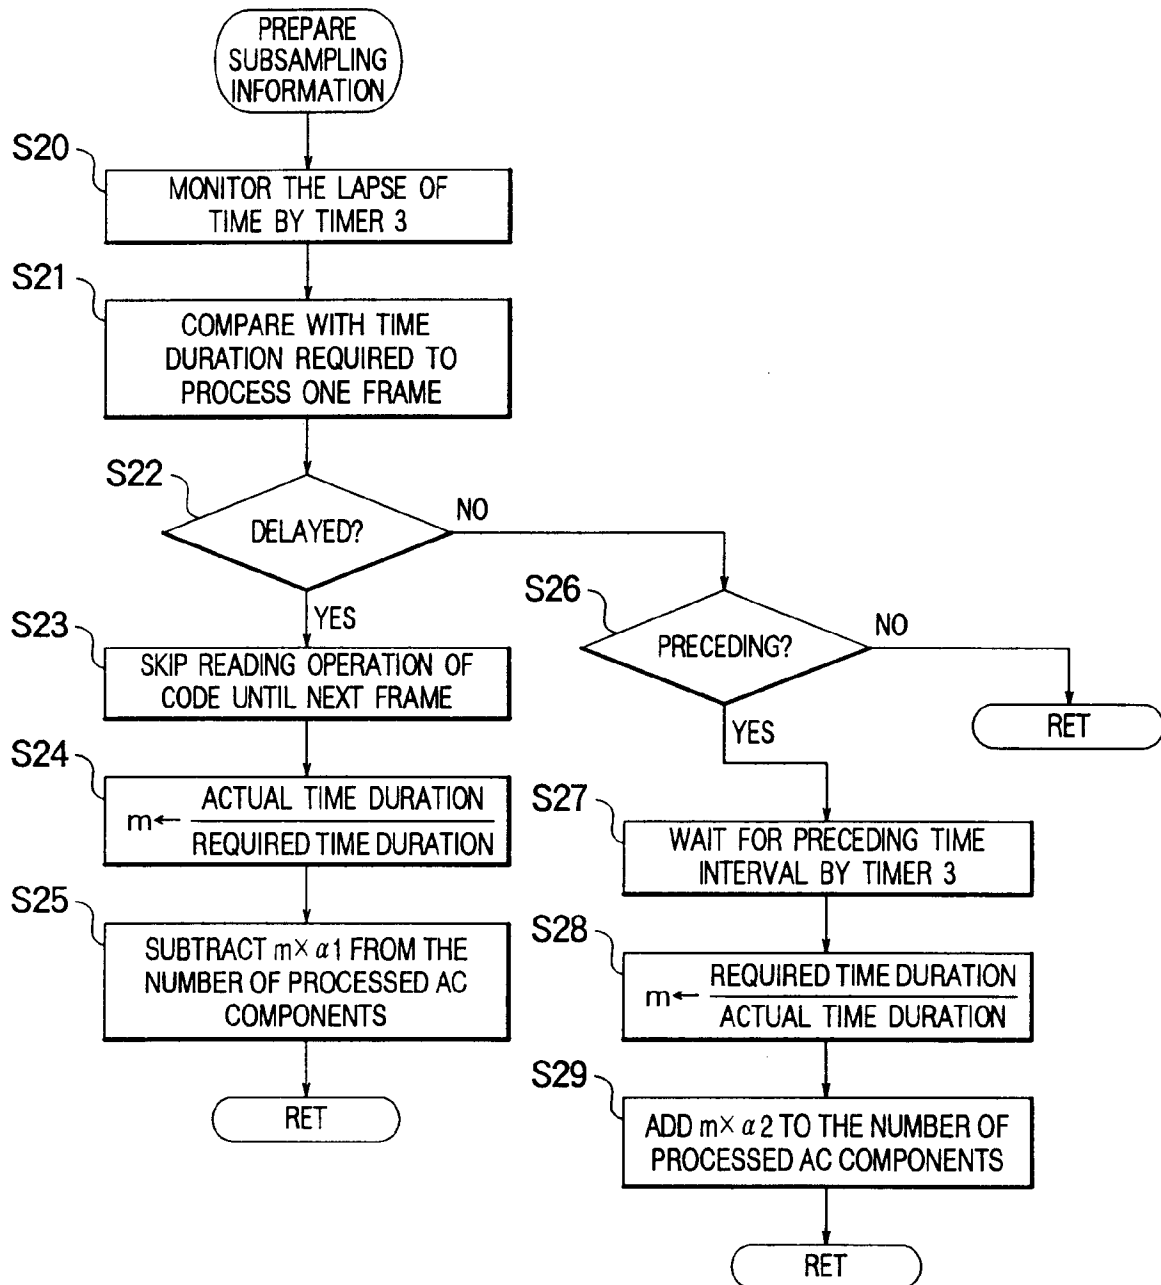 PREPARE
SUBSAMPLING
INFORMATION
S20
MONITOR THE LAPSE OF
TIME BY TIMER 3
S21
COMPARE WITH TIME
DURATION REQUIRED TO
PROCESS ONE FRAME
S22
DELAYED?
NO
YES
S23
SKIP READING OPERATION OF
CODE UNTIL NEXT FRAME
S24
m← ACTUAL TIME DURATION
REQUIRED TIME DURATION
S25
SUBTRACT m×α1 FROM THE
NUMBER OF PROCESSED AC
COMPONENTS
RET
S26
PRECEDING?
NO
RET
YES
S27
WAIT FOR PRECEDING TIME
INTERVAL BY TIMER 3
S28
m← REQUIRED TIME DURATION
ACTUAL TIME DURATION
S29
ADD m×α2 TO THE NUMBER OF
PROCESSED AC COMPONENTS
RET